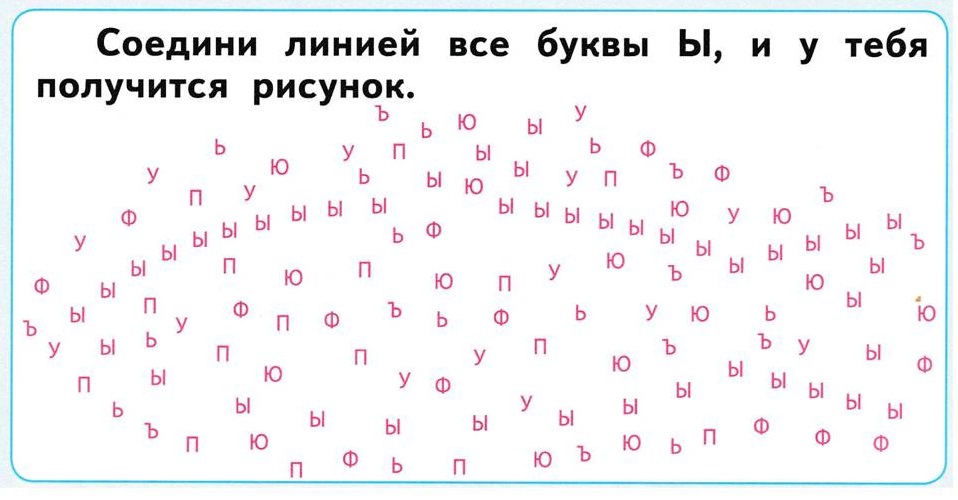 Соедини линией все буквы Ы, и у тебя
получится рисунок.
Ъ Ь Ю Ы У
Ь У П Ы Ь Ф
У Ю Ь Ы Ю Ы У П Ъ Ф
Ф П У Ы Ы Ы Ы Ы Ы Ы Ю У Ю Ъ
У Ы Ы Ы Ы Ь Ф Ы Ы Ы Ы Ы Ы Ы Ъ
Ф Ы Ы П Ю П Ю П У Ю Ъ Ы Ю Ы
Ъ Ы П У Ф П Ф Ъ Ь Ф Ь У Ю Ь Ы Ю
У Ы Ь П П У П Ю Ъ Ъ У Ы Ф
П Ы Ю У Ф Ы Ы Ы Ы
Ь Ы Ы Ы Ы У Ы Ы Ы Ы
Ъ П Ю Ю Ь П Ф Ф Ф
П Ф Ь П Ю Ъ